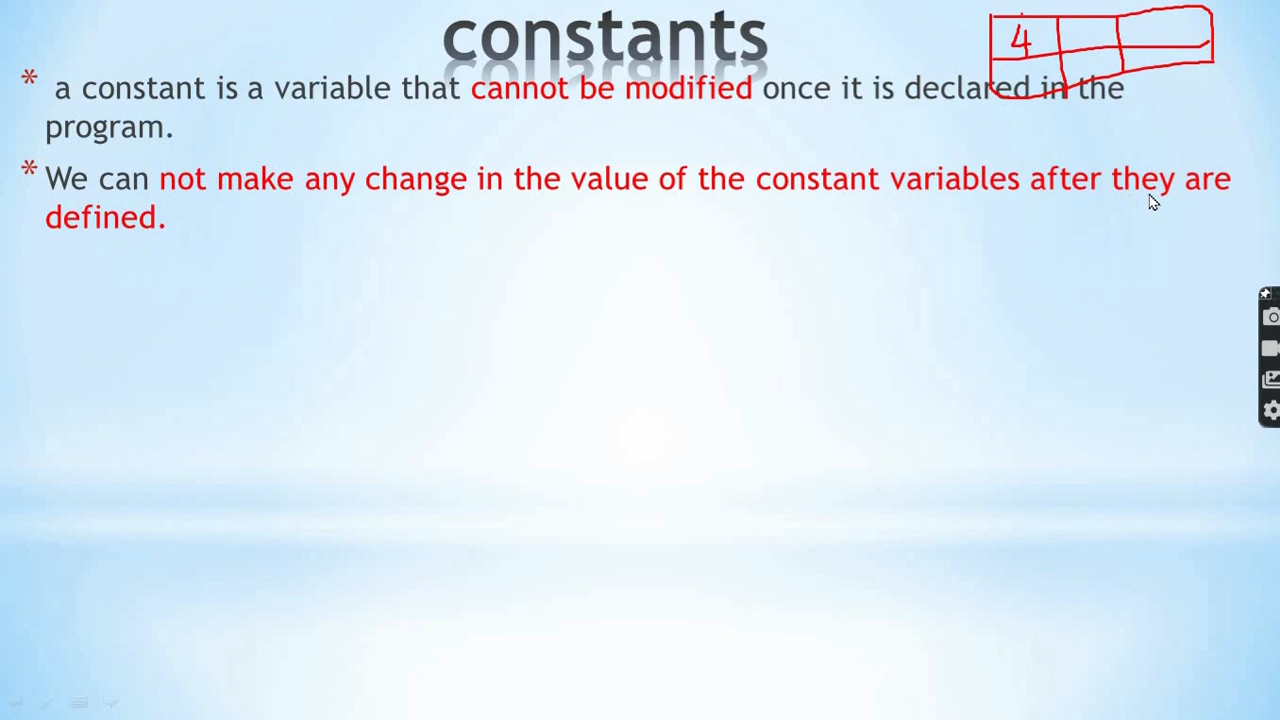 constants
4
* a constant is a variable that cannot be modified once it is declared in the
program.
* We can not make any change in the value of the constant variables after they are
defined.